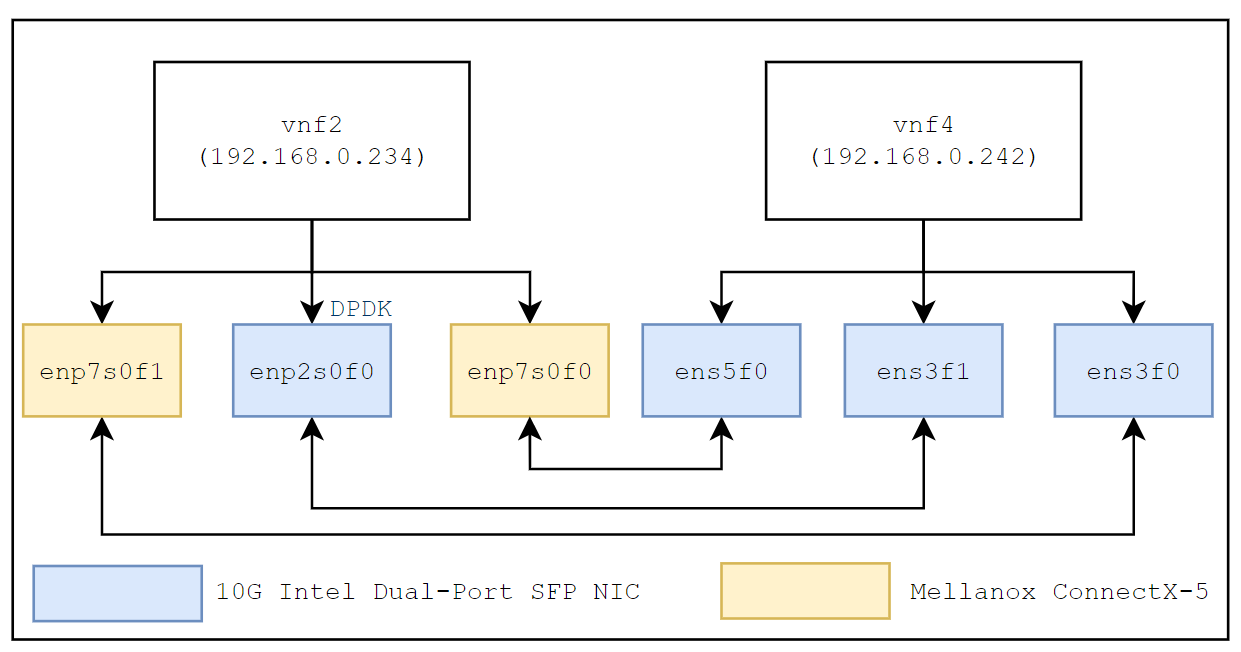 vnf2
(192.168.0.234)
vnf4
(192.168.0.242)
DPDK
enp7s0f1
enp2s0f0
enp7s0f0
ens5f0
ens3f1
ens3f0
10G Intel Dual-Port SFP NIC
Mellanox ConnectX-5